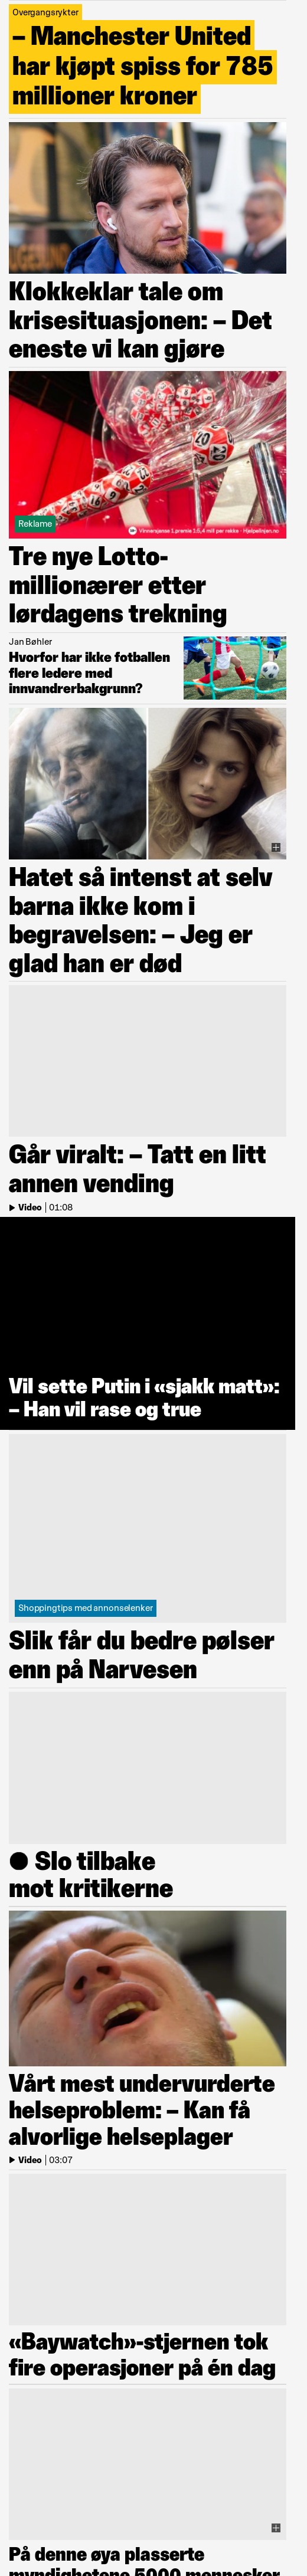 Overgangsrykter
– Manchester United
har kjøpt spiss for 785
millioner kroner
Klokkeklar tale om
krisesituasjonen: – Det
eneste vi kan gjøre
20
20
Reklame
Vinnersjanse 1.premie 1:5,4 mill per rekke - Hjelpelinjen.no
Tre nye Lotto-
millionærer etter
lørdagens trekning
Jan Bøhler
Hvorfor har ikke fotballen
flere ledere med
innvandrerbakgrunn?
Hatet så intenst at selv
barna ikke kom i
begravelsen: – Jeg er
glad han er død
Går viralt: – Tatt en litt
annen vending
Video | 01:08
Vil sette Putin i «sjakk matt»:
– Han vil rase og true
Shoppingtips med annonselenker
Slik får du bedre pølser
enn på Narvesen
● Slo tilbake
mot kritikerne
Vårt mest undervurderte
helseproblem: – Kan få
alvorlige helseplager
Video | 03:07
«Baywatch»-stjernen tok
fire operasjoner på én dag
På denne øya plasserte
myndighetene 5000 mennesker